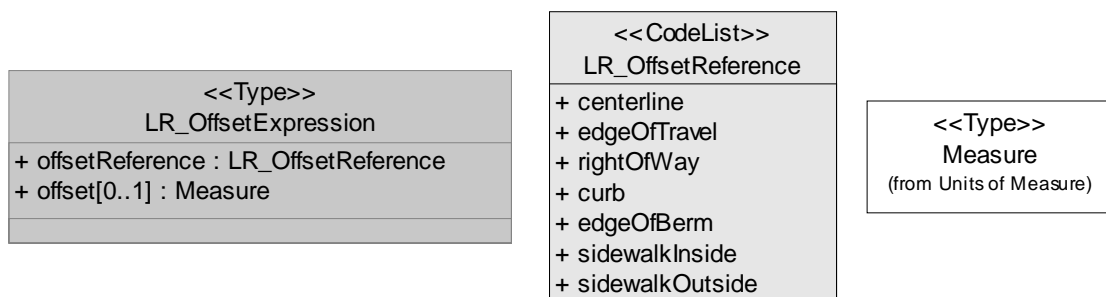 <<Type>>
LR_OffsetExpression
+ offsetReference : LR_OffsetReference
+ offset[0..1] : Measure
<<CodeList>>
LR_OffsetReference
+ centerline
+ edgeOfTravel
+ rightOfWay
+ curb
+ edgeOfBerm
+ sidewalkInside
+ sidewalkOutside
<<Type>>
Measure
(from Units of Measure)